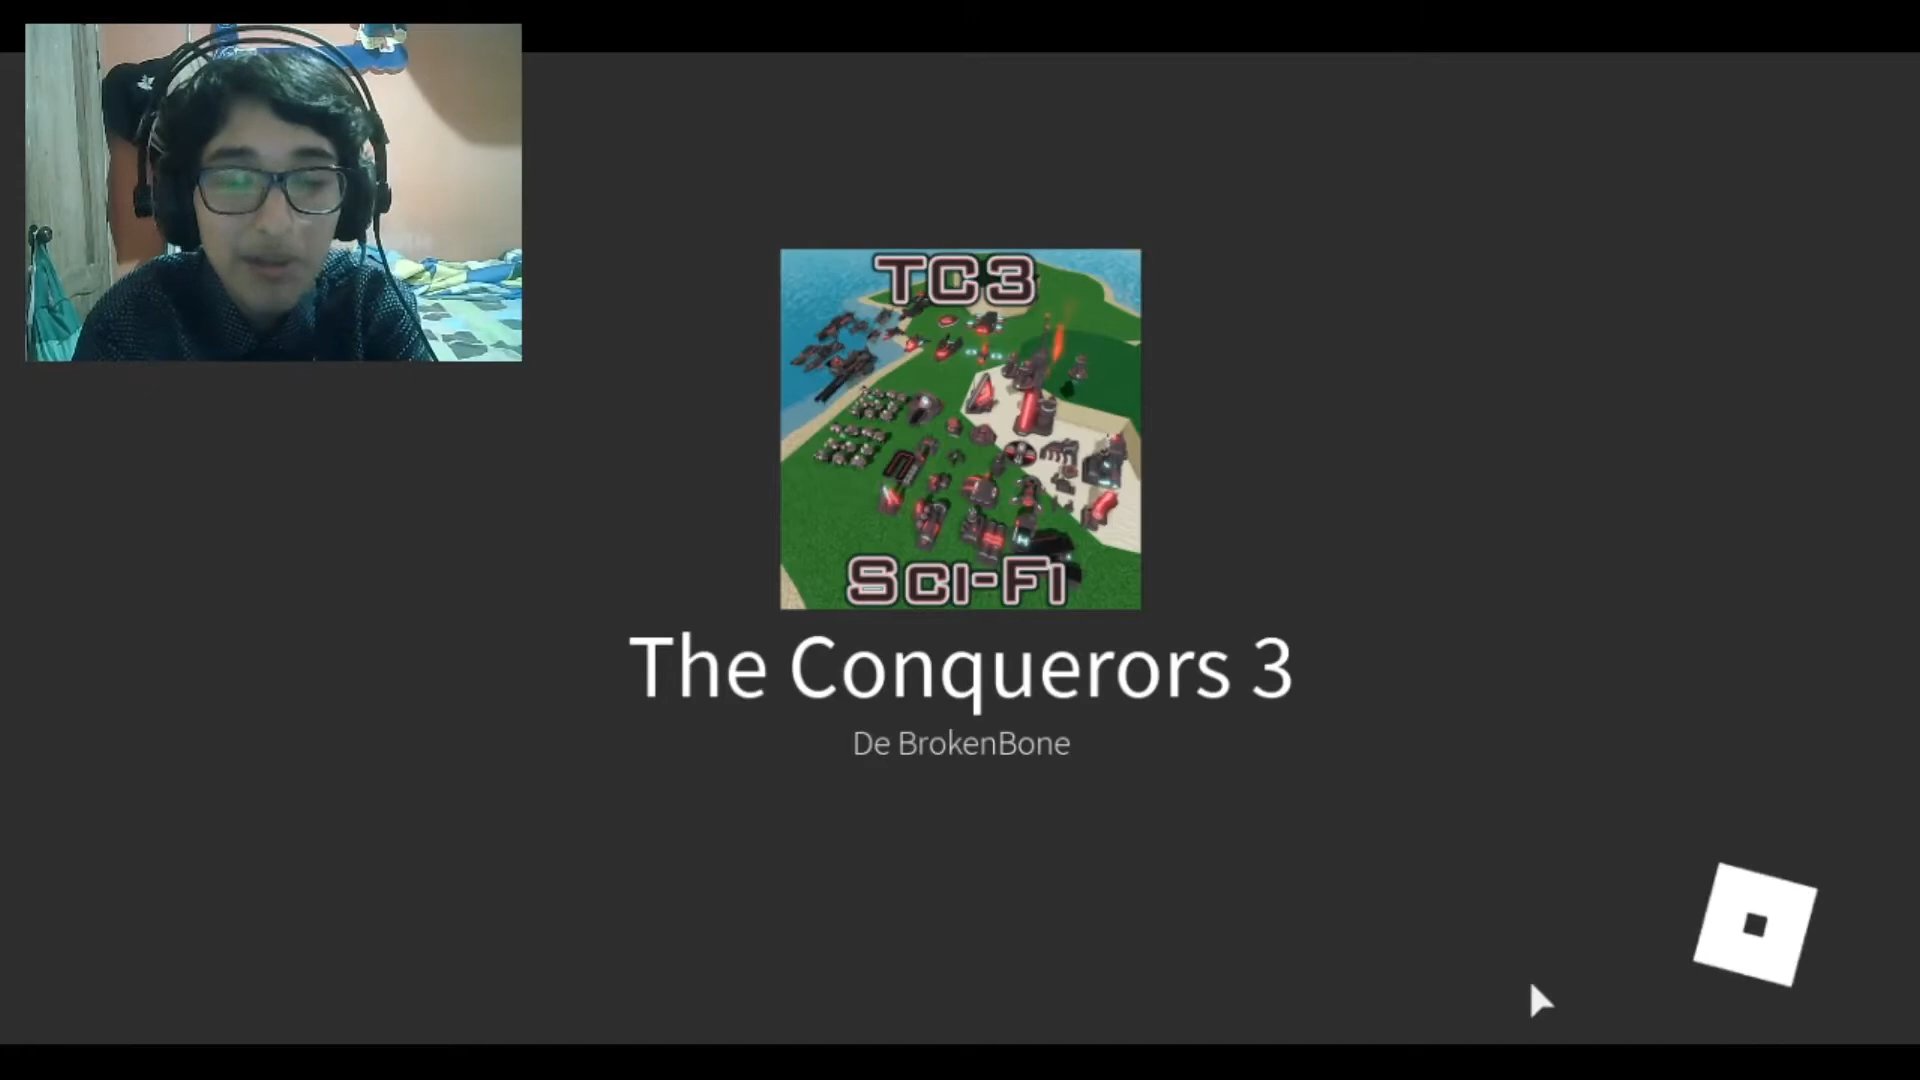 TC3
Sci-Fi
The Conquerors 3
De BrokenBone